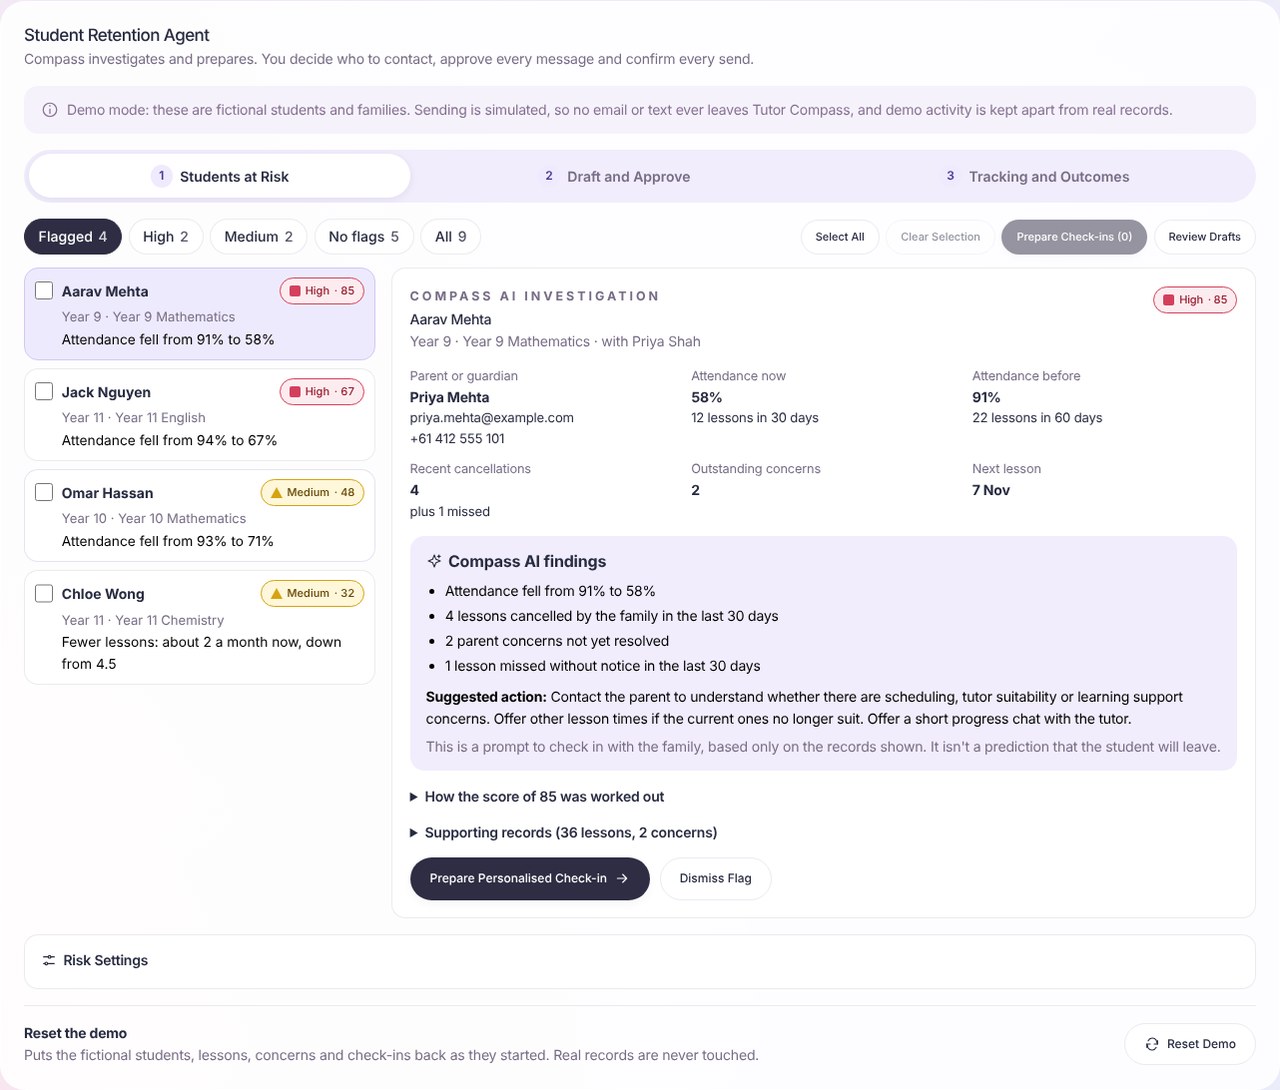 Student Retention Agent
Compass investigates and prepares. You decide who to contact, approve every message and confirm every send.
Demo mode: these are fictional students and families. Sending is simulated, so no email or text ever leaves Tutor Compass, and demo activity is kept apart from real records.
1 Students at Risk
2 Draft and Approve
3 Tracking and Outcomes
Flagged 4
High 2
Medium 2
No flags 5
All 9
Select All
Clear Selection
Prepare Check-ins (0)
Review Drafts
Aarav Mehta
High · 85
Year 9 · Year 9 Mathematics
Attendance fell from 91% to 58%
Jack Nguyen
High · 67
Year 11 · Year 11 English
Attendance fell from 94% to 67%
Omar Hassan
Medium · 48
Year 10 · Year 10 Mathematics
Attendance fell from 93% to 71%
Chloe Wong
Medium · 32
Year 11 · Year 11 Chemistry
Fewer lessons: about 2 a month now, down
from 4.5
COMPASS AI INVESTIGATION
High · 85
Aarav Mehta
Year 9 · Year 9 Mathematics · with Priya Shah
Parent or guardian
Priya Mehta
priya.mehta@example.com
+61 412 555 101
Attendance now
58%
12 lessons in 30 days
Attendance before
91%
22 lessons in 60 days
Recent cancellations
4
plus 1 missed
Outstanding concerns
2
Next lesson
7 Nov
Compass AI findings
• Attendance fell from 91% to 58%
• 4 lessons cancelled by the family in the last 30 days
• 2 parent concerns not yet resolved
• 1 lesson missed without notice in the last 30 days
Suggested action: Contact the parent to understand whether there are scheduling, tutor suitability or learning support
concerns. Offer other lesson times if the current ones no longer suit. Offer a short progress chat with the tutor.
This is a prompt to check in with the family, based only on the records shown. It isn't a prediction that the student will leave.
How the score of 85 was worked out
Supporting records (36 lessons, 2 concerns)
Prepare Personalised Check-in →
Dismiss Flag
Risk Settings
Reset the demo
Puts the fictional students, lessons, concerns and check-ins back as they started. Real records are never touched.
Reset Demo